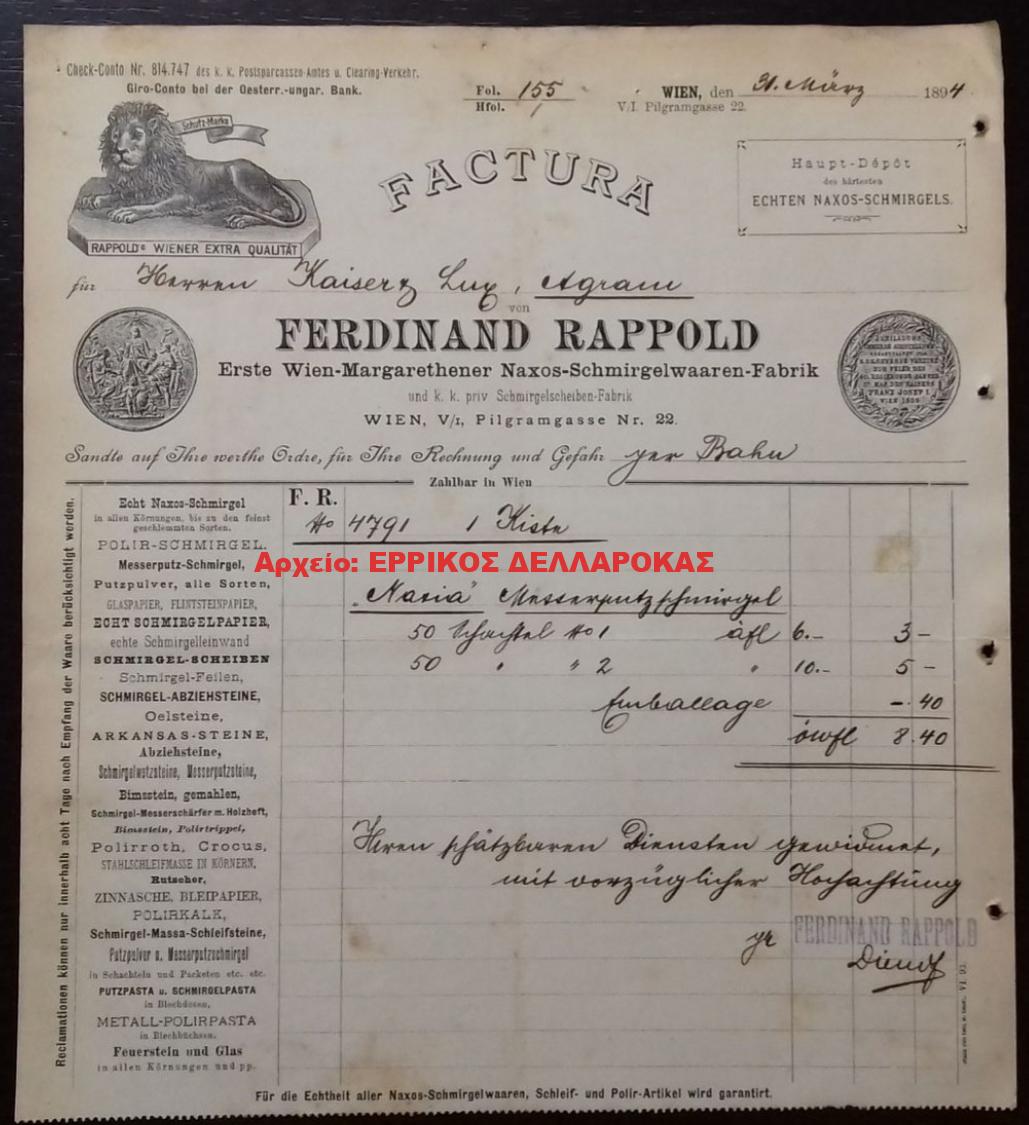 Check-Conto Nr. 814.747 des k. k. Postsparcassen-Amtes u. Clearing-Verkehr.
Giro-Conto bei der Oesterr.-ungar. Bank.
Fol. 155
Hfol. 1
WIEN, den 31. März 1894
V/I. Pilgramgasse 22.
Schutz-Marke
RAPPOLDs WIENER EXTRA QUALITÄT
FACTURA
Haupt-Dépôt
des härtesten
ECHTEN NAXOS-SCHMIRGELS.
für Herren Kaiser & Lux, Agram
von
FERDINAND RAPPOLD
Erste Wien-Margarethener Naxos-Schmirgelwaaren-Fabrik
und k. k. priv Schmirgelscheiben-Fabrik
WIEN, V/I, Pilgramgasse Nr. 22.
FRANZ JOSEF I.
Sandte auf Ihre werthe Ordre, für Ihre Rechnung und Gefahr per Bahn
Zahlbar in Wien
Reclamationen können nur innerhalb acht Tage nach Empfang der Waare berücksichtigt werden.
Echt Naxos-Schmirgel
in allen Körnungen, bis zu den feinst
geschlemmten Sorten.
POLIR-SCHMIRGEL.
Messerputz-Schmirgel,
Putzpulver, alle Sorten,
GLASPAPIER, FLINTSTEINPAPIER,
ECHT SCHMIRGELPAPIER,
echte Schmirgelleinwand
SCHMIRGEL-SCHEIBEN
Schmirgel-Feilen,
SCHMIRGEL-ABZIEHSTEINE,
Oelsteine,
ARKANSAS-STEINE,
Abziehsteine,
Schmirgelwetzsteine, Messerputzsteine,
Bimsstein, gemahlen,
Schmirgel-Messerschärfer m. Holzheft,
Bimsstein, Polirtrippel,
Polirroth, Crocus,
STAHLSCHLEIFMASSE IN KÖRNERN,
Rutscher,
ZINNASCHE, BLEIPAPIER,
POLIRKALK,
Schmirgel-Massa-Schleifsteine,
Putzpulver u. Messerputzschmirgel
in Schachteln und Packeten etc. etc.
PUTZPASTA u. SCHMIRGELPASTA
in Blechdosen,
METALL-POLIRPASTA
in Blechbüchsen.
Feuerstein und Glas
in allen Körnungen und pp.
F. R.
No 4791 1 Kiste
Αρχείο: ΕΡΡΙΚΟΣ ΔΕΛΛΑΡΟΚΑΣ
"Naxia" Messerputzschmirgel
50 Schachtel No 1 à fl 6.- 3 -
50 " " 2 " 10.- 5 -
Emballage -. 40
öwfl 8.40
Ihren schätzbaren Diensten gewidmet,
mit vorzüglicher Hochachtung
FERDINAND RAPPOLD
Für die Echtheit aller Naxos-Schmirgelwaaren, Schleif- und Polir-Artikel wird garantirt.